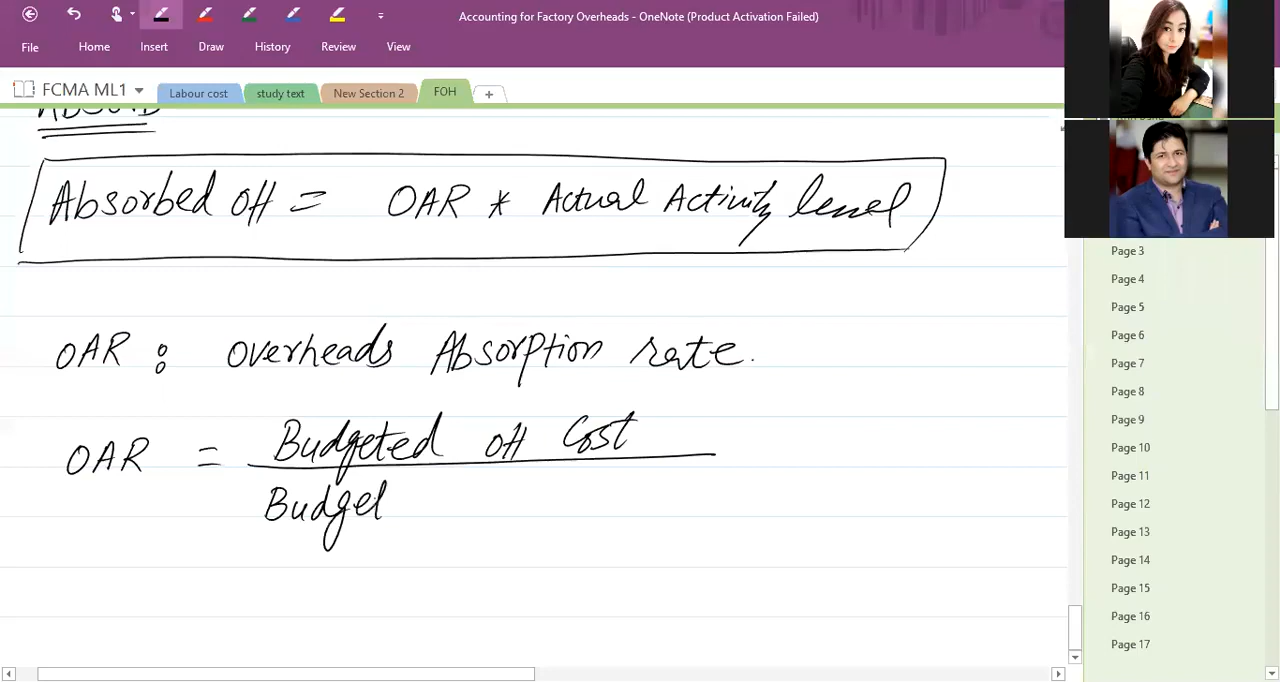 Accounting for Factory Overheads - OneNote (Product Activation Failed)
File Home Insert Draw History Review View
FCMA ML1 Labour cost study text New Section 2 FOH +
Absorbed OH = OAR * Actual Activity level
OAR : Overheads Absorption rate.
OAR = Budgeted OH Cost
Budget
Page 3
Page 4
Page 5
Page 6
Page 7
Page 8
Page 9
Page 10
Page 11
Page 12
Page 13
Page 14
Page 15
Page 16
Page 17